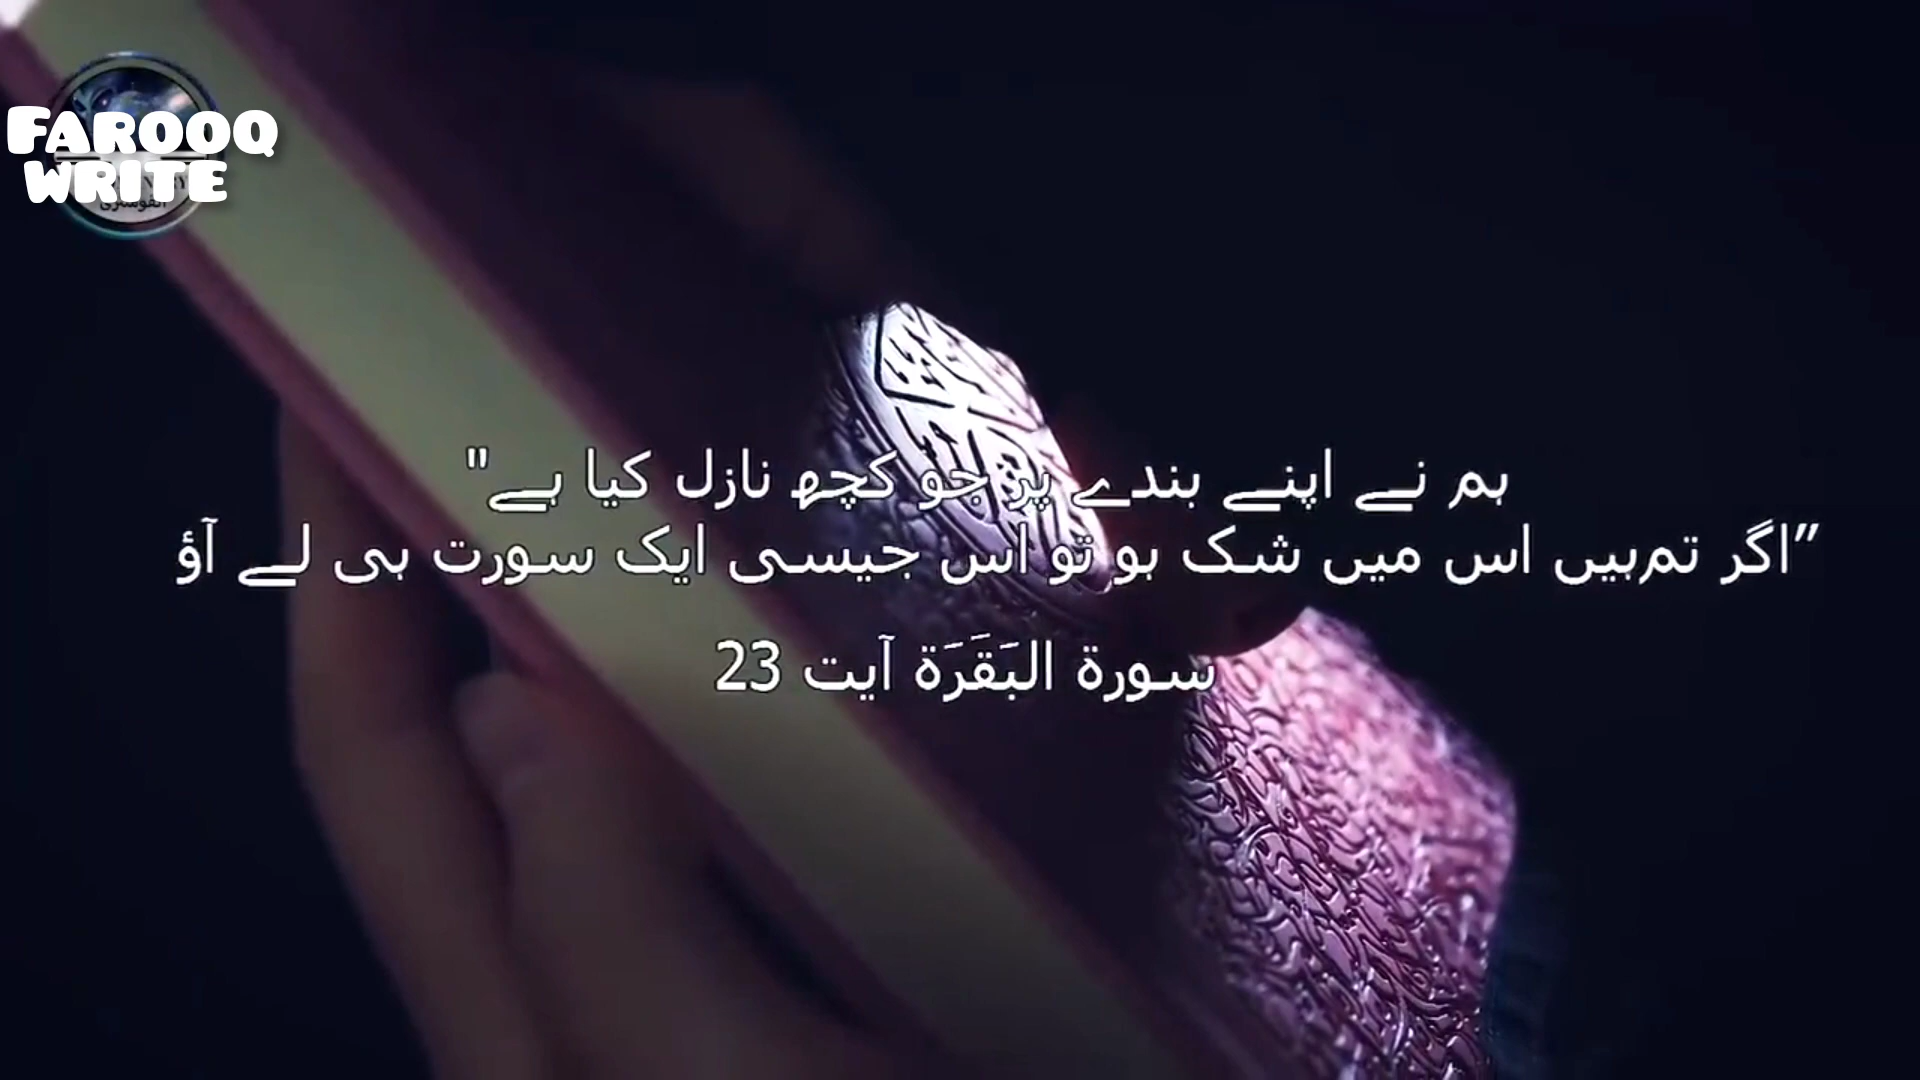 FAROOQ
WRITE
ہم نے اپنے بندے پر جو کچھ نازل کیا ہے"
”اگر تمہیں اس میں شک ہو تو اس جیسی ایک سورت ہی لے آؤ
سورة البَقَرَة آیت 23